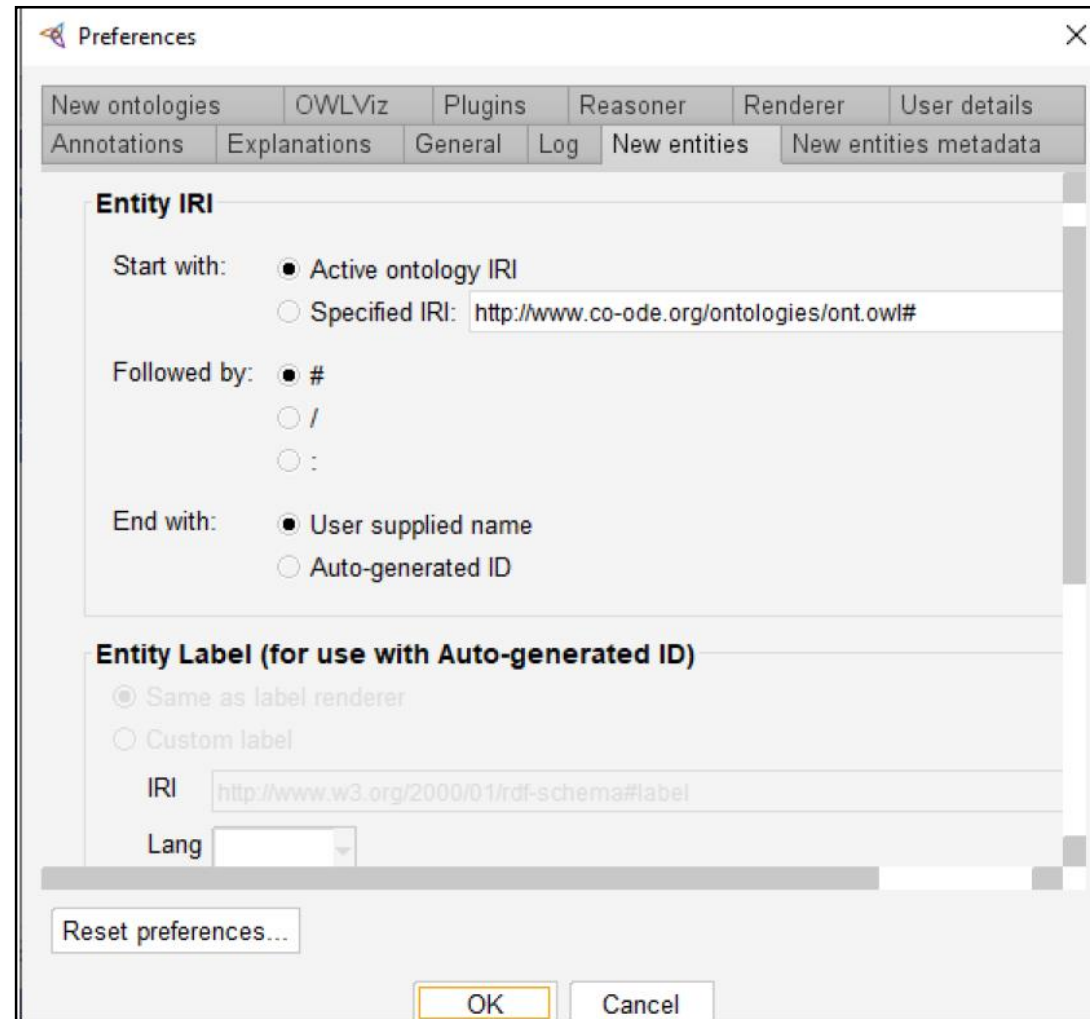 Preferences
New ontologies OWLViz Plugins Reasoner Renderer User details
Annotations Explanations General Log New entities New entities metadata
Entity IRI
Start with: Active ontology IRI
Specified IRI: http://www.co-ode.org/ontologies/ont.owl#
Followed by: #
/
:
End with: User supplied name
Auto-generated ID
Entity Label (for use with Auto-generated ID)
Same as label renderer
Custom label
IRI http://www.w3.org/2000/01/rdf-schema#label
Lang
Reset preferences...
OK Cancel